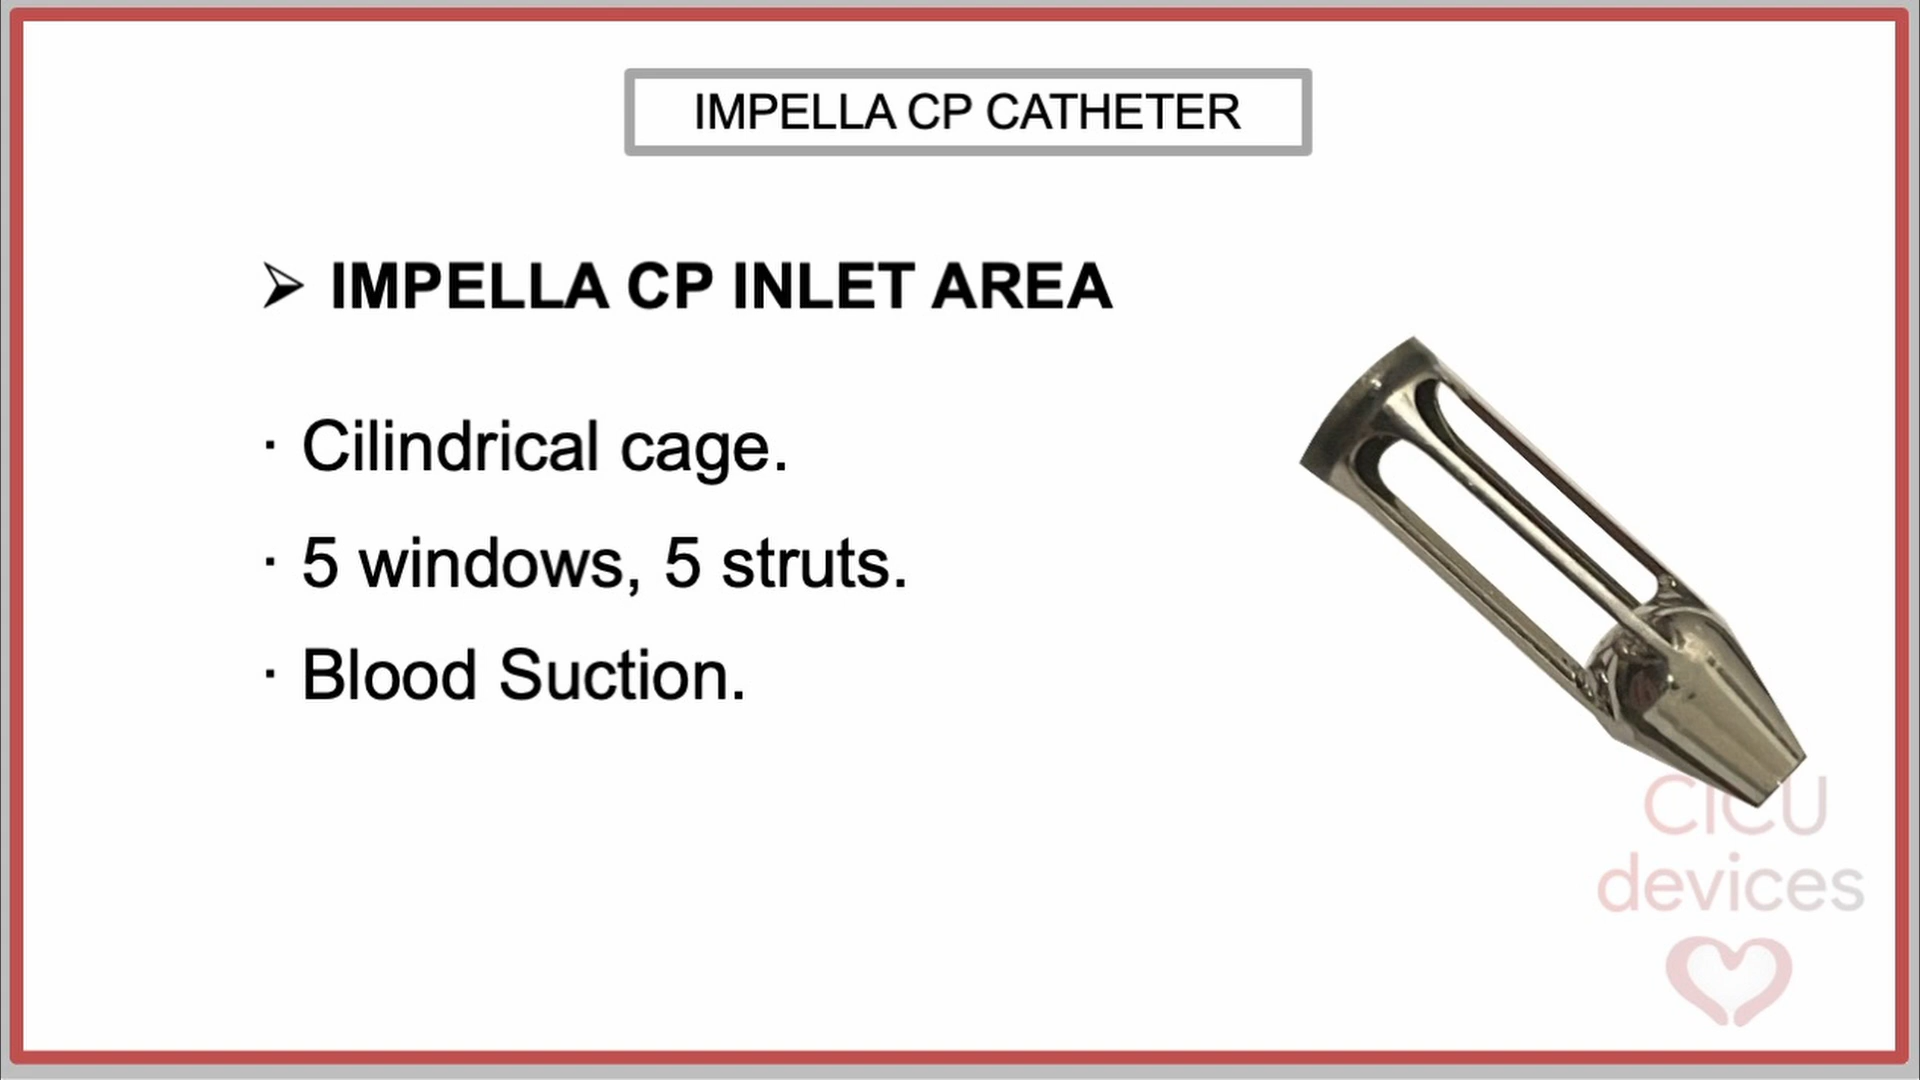 IMPELLA CP CATHETER
➢ IMPELLA CP INLET AREA
· Cilindrical cage.
· 5 windows, 5 struts.
· Blood Suction.
CICU
devices